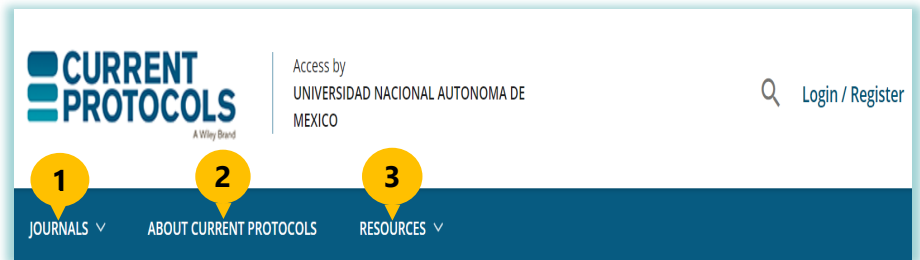 CURRENT
PROTOCOLS
A Wiley Brand
Access by
UNIVERSIDAD NACIONAL AUTONOMA DE
MEXICO
Login / Register
1
2
3
JOURNALS
ABOUT CURRENT PROTOCOLS
RESOURCES